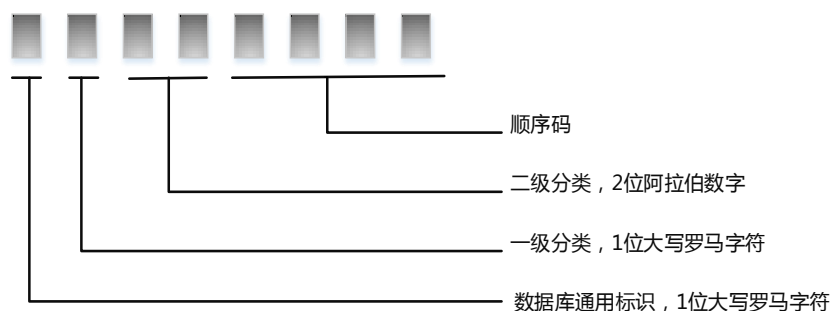 顺序码
二级分类，2位阿拉伯数字
一级分类，1位大写罗马字符
数据库通用标识，1位大写罗马字符